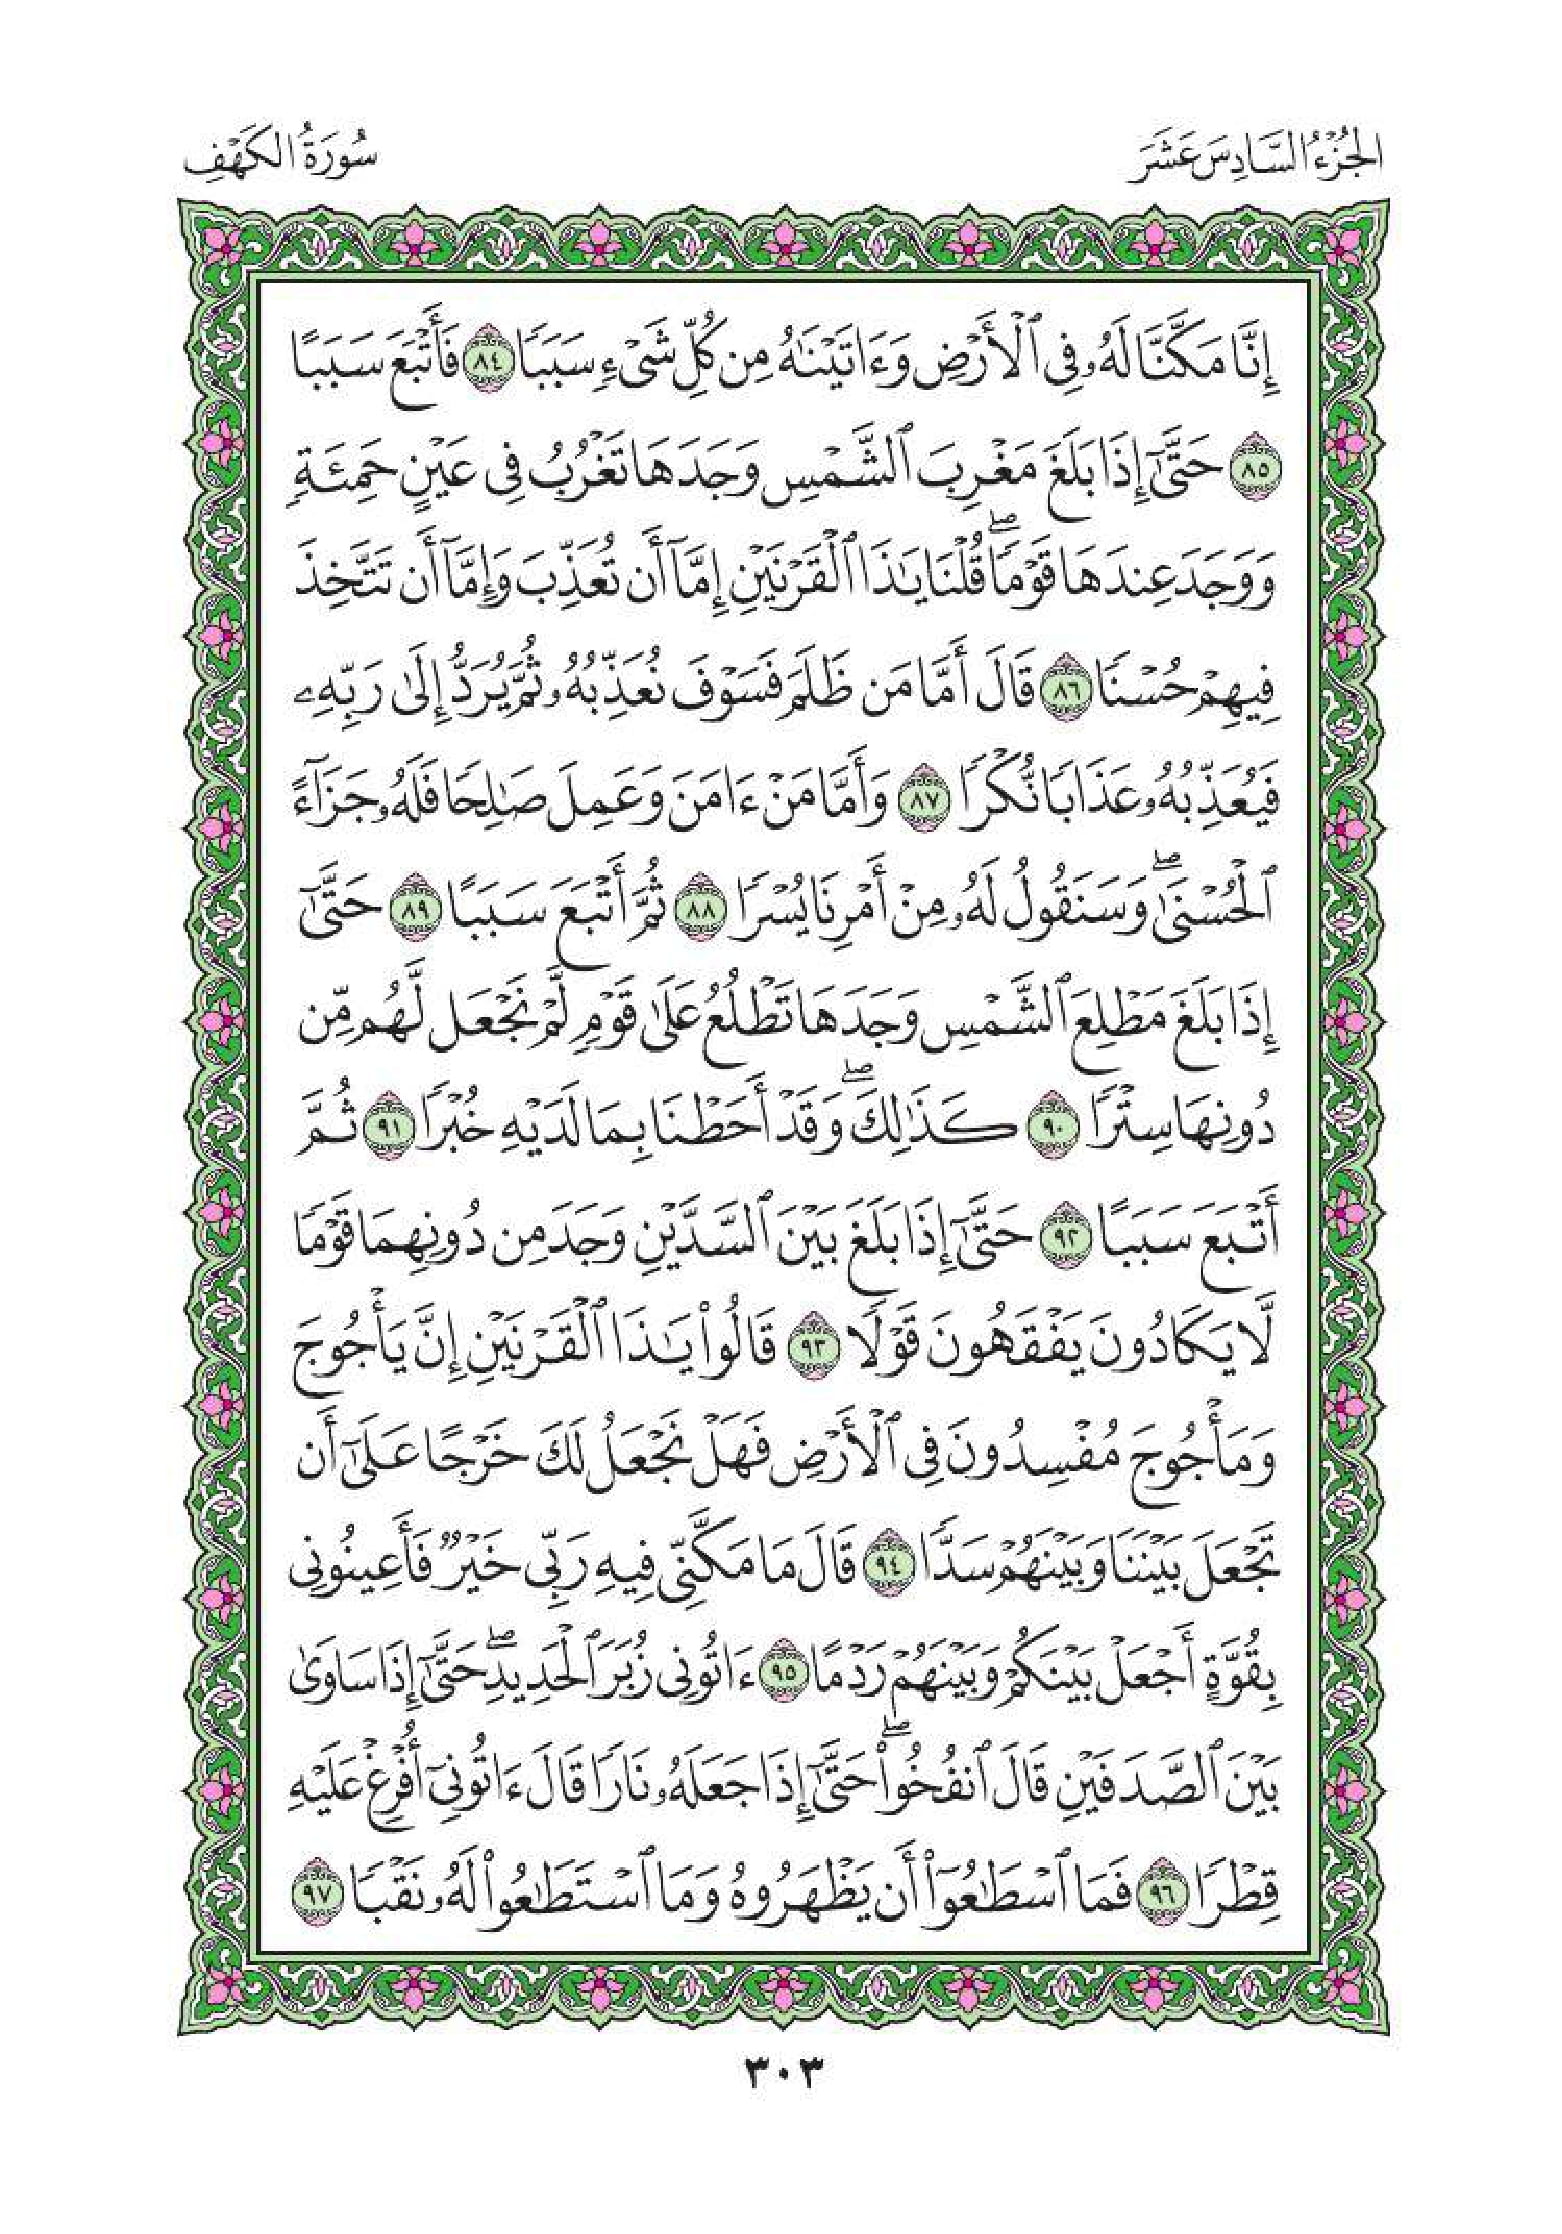 الجُزْءُ السَّادِسَ عَشَرَ
سُورَةُ الكَهْفِ
إِنَّا مَكَّنَّا لَهُۥ فِى ٱلْأَرْضِ وَءَاتَيْنَٰهُ مِن كُلِّ شَىْءٍ سَبَبًا ٨٤ فَأَتْبَعَ سَبَبًا
٨٥ حَتَّىٰٓ إِذَا بَلَغَ مَغْرِبَ ٱلشَّمْسِ وَجَدَهَا تَغْرُبُ فِى عَيْنٍ حَمِئَةٍ
وَوَجَدَ عِندَهَا قَوْمًا ۖ قُلْنَا يَٰذَا ٱلْقَرْنَيْنِ إِمَّآ أَن تُعَذِّبَ وَإِمَّآ أَن تَتَّخِذَ
فِيهِمْ حُسْنًا ٨٦ قَالَ أَمَّا مَن ظَلَمَ فَسَوْفَ نُعَذِّبُهُۥ ثُمَّ يُرَدُّ إِلَىٰ رَبِّهِۦ
فَيُعَذِّبُهُۥ عَذَابًا نُّكْرًا ٨٧ وَأَمَّا مَنْ ءَامَنَ وَعَمِلَ صَٰلِحًا فَلَهُۥ جَزَآءً
ٱلْحُسْنَىٰ ۖ وَسَنَقُولُ لَهُۥ مِنْ أَمْرِنَا يُسْرًا ٨٨ ثُمَّ أَتْبَعَ سَبَبًا ٨٩ حَتَّىٰٓ
إِذَا بَلَغَ مَطْلِعَ ٱلشَّمْسِ وَجَدَهَا تَطْلُعُ عَلَىٰ قَوْمٍ لَّمْ نَجْعَل لَّهُم مِّن
دُونِهَا سِتْرًا ٩٠ كَذَٰلِكَ ۖ وَقَدْ أَحَطْنَا بِمَا لَدَيْهِ خُبْرًا ٩١ ثُمَّ
أَتْبَعَ سَبَبًا ٩٢ حَتَّىٰٓ إِذَا بَلَغَ بَيْنَ ٱلسَّدَّيْنِ وَجَدَ مِن دُونِهِمَا قَوْمًا
لَّا يَكَادُونَ يَفْقَهُونَ قَوْلًا ٩٣ قَالُوا۟ يَٰذَا ٱلْقَرْنَيْنِ إِنَّ يَأْجُوجَ
وَمَأْجُوجَ مُفْسِدُونَ فِى ٱلْأَرْضِ فَهَلْ نَجْعَلُ لَكَ خَرْجًا عَلَىٰٓ أَن
تَجْعَلَ بَيْنَنَا وَبَيْنَهُمْ سَدًّا ٩٤ قَالَ مَا مَكَّنِّى فِيهِ رَبِّى خَيْرٌ فَأَعِينُونِى
بِقُوَّةٍ أَجْعَلْ بَيْنَكُمْ وَبَيْنَهُمْ رَدْمًا ٩٥ ءَاتُونِى زُبَرَ ٱلْحَدِيدِ ۖ حَتَّىٰٓ إِذَا سَاوَىٰ
بَيْنَ ٱلصَّدَفَيْنِ قَالَ ٱنفُخُوا۟ ۖ حَتَّىٰٓ إِذَا جَعَلَهُۥ نَارًا قَالَ ءَاتُونِىٓ أُفْرِغْ عَلَيْهِ
قِطْرًا ٩٦ فَمَا ٱسْطَٰعُوٓا۟ أَن يَظْهَرُوهُ وَمَا ٱسْتَطَٰعُوا۟ لَهُۥ نَقْبًا ٩٧
٣٠٣